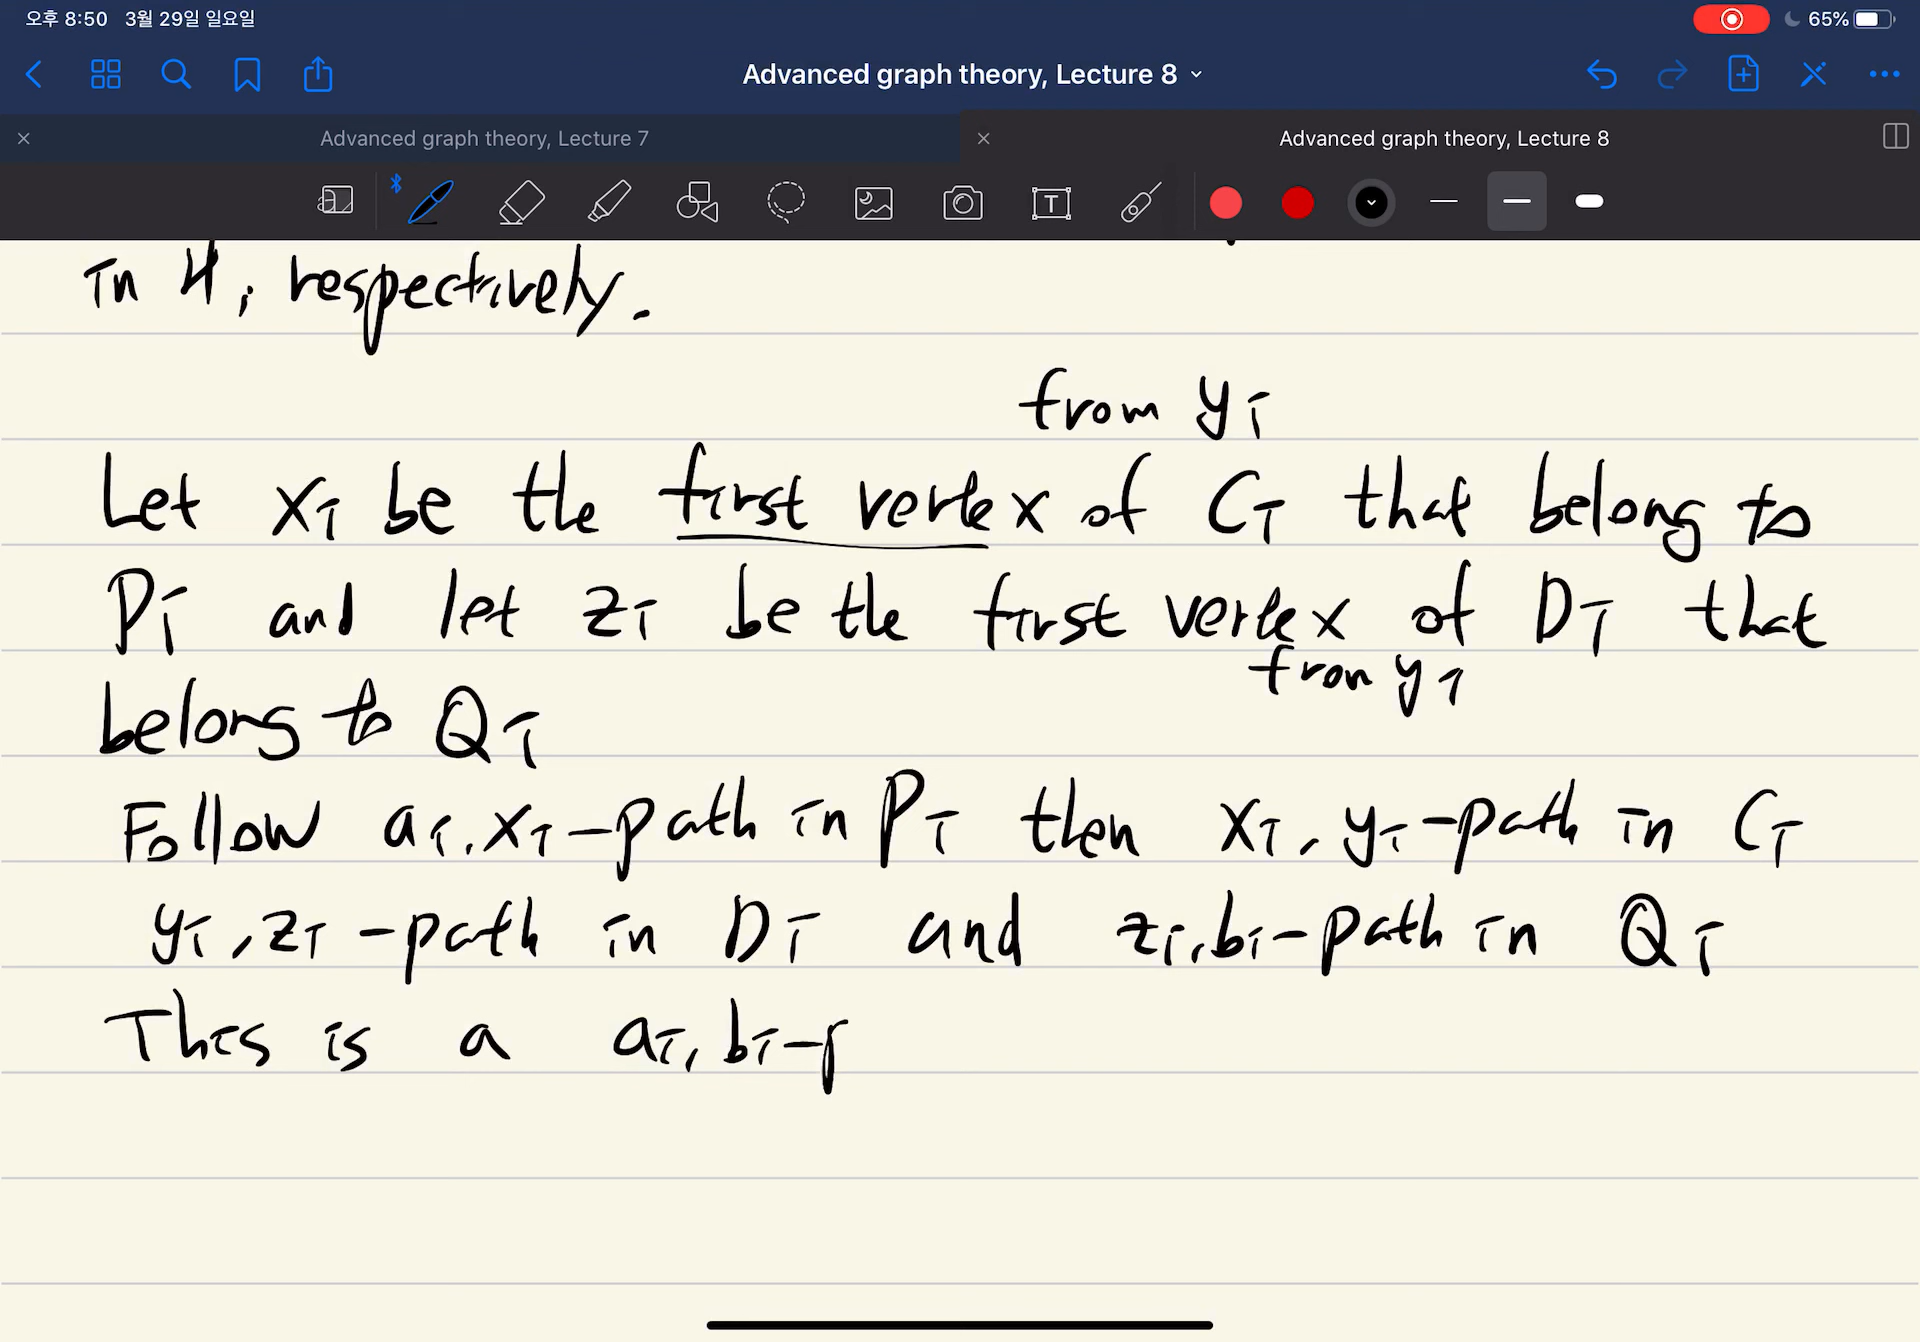 오후 8:50 3월 29일 일요일
65%
Advanced graph theory, Lecture 8
Advanced graph theory, Lecture 7
Advanced graph theory, Lecture 8
in H, respectively.
from yi
Let xi be the first vertex of Ci that belong to
Pi and let zi be the first vertex of Di that
from yi
belong to Qi
Follow ai, xi-path in Pi then xi, yi-path in Ci
yi, zi-path in Di and zi, bi-path in Qi
This is a ai, bi-p